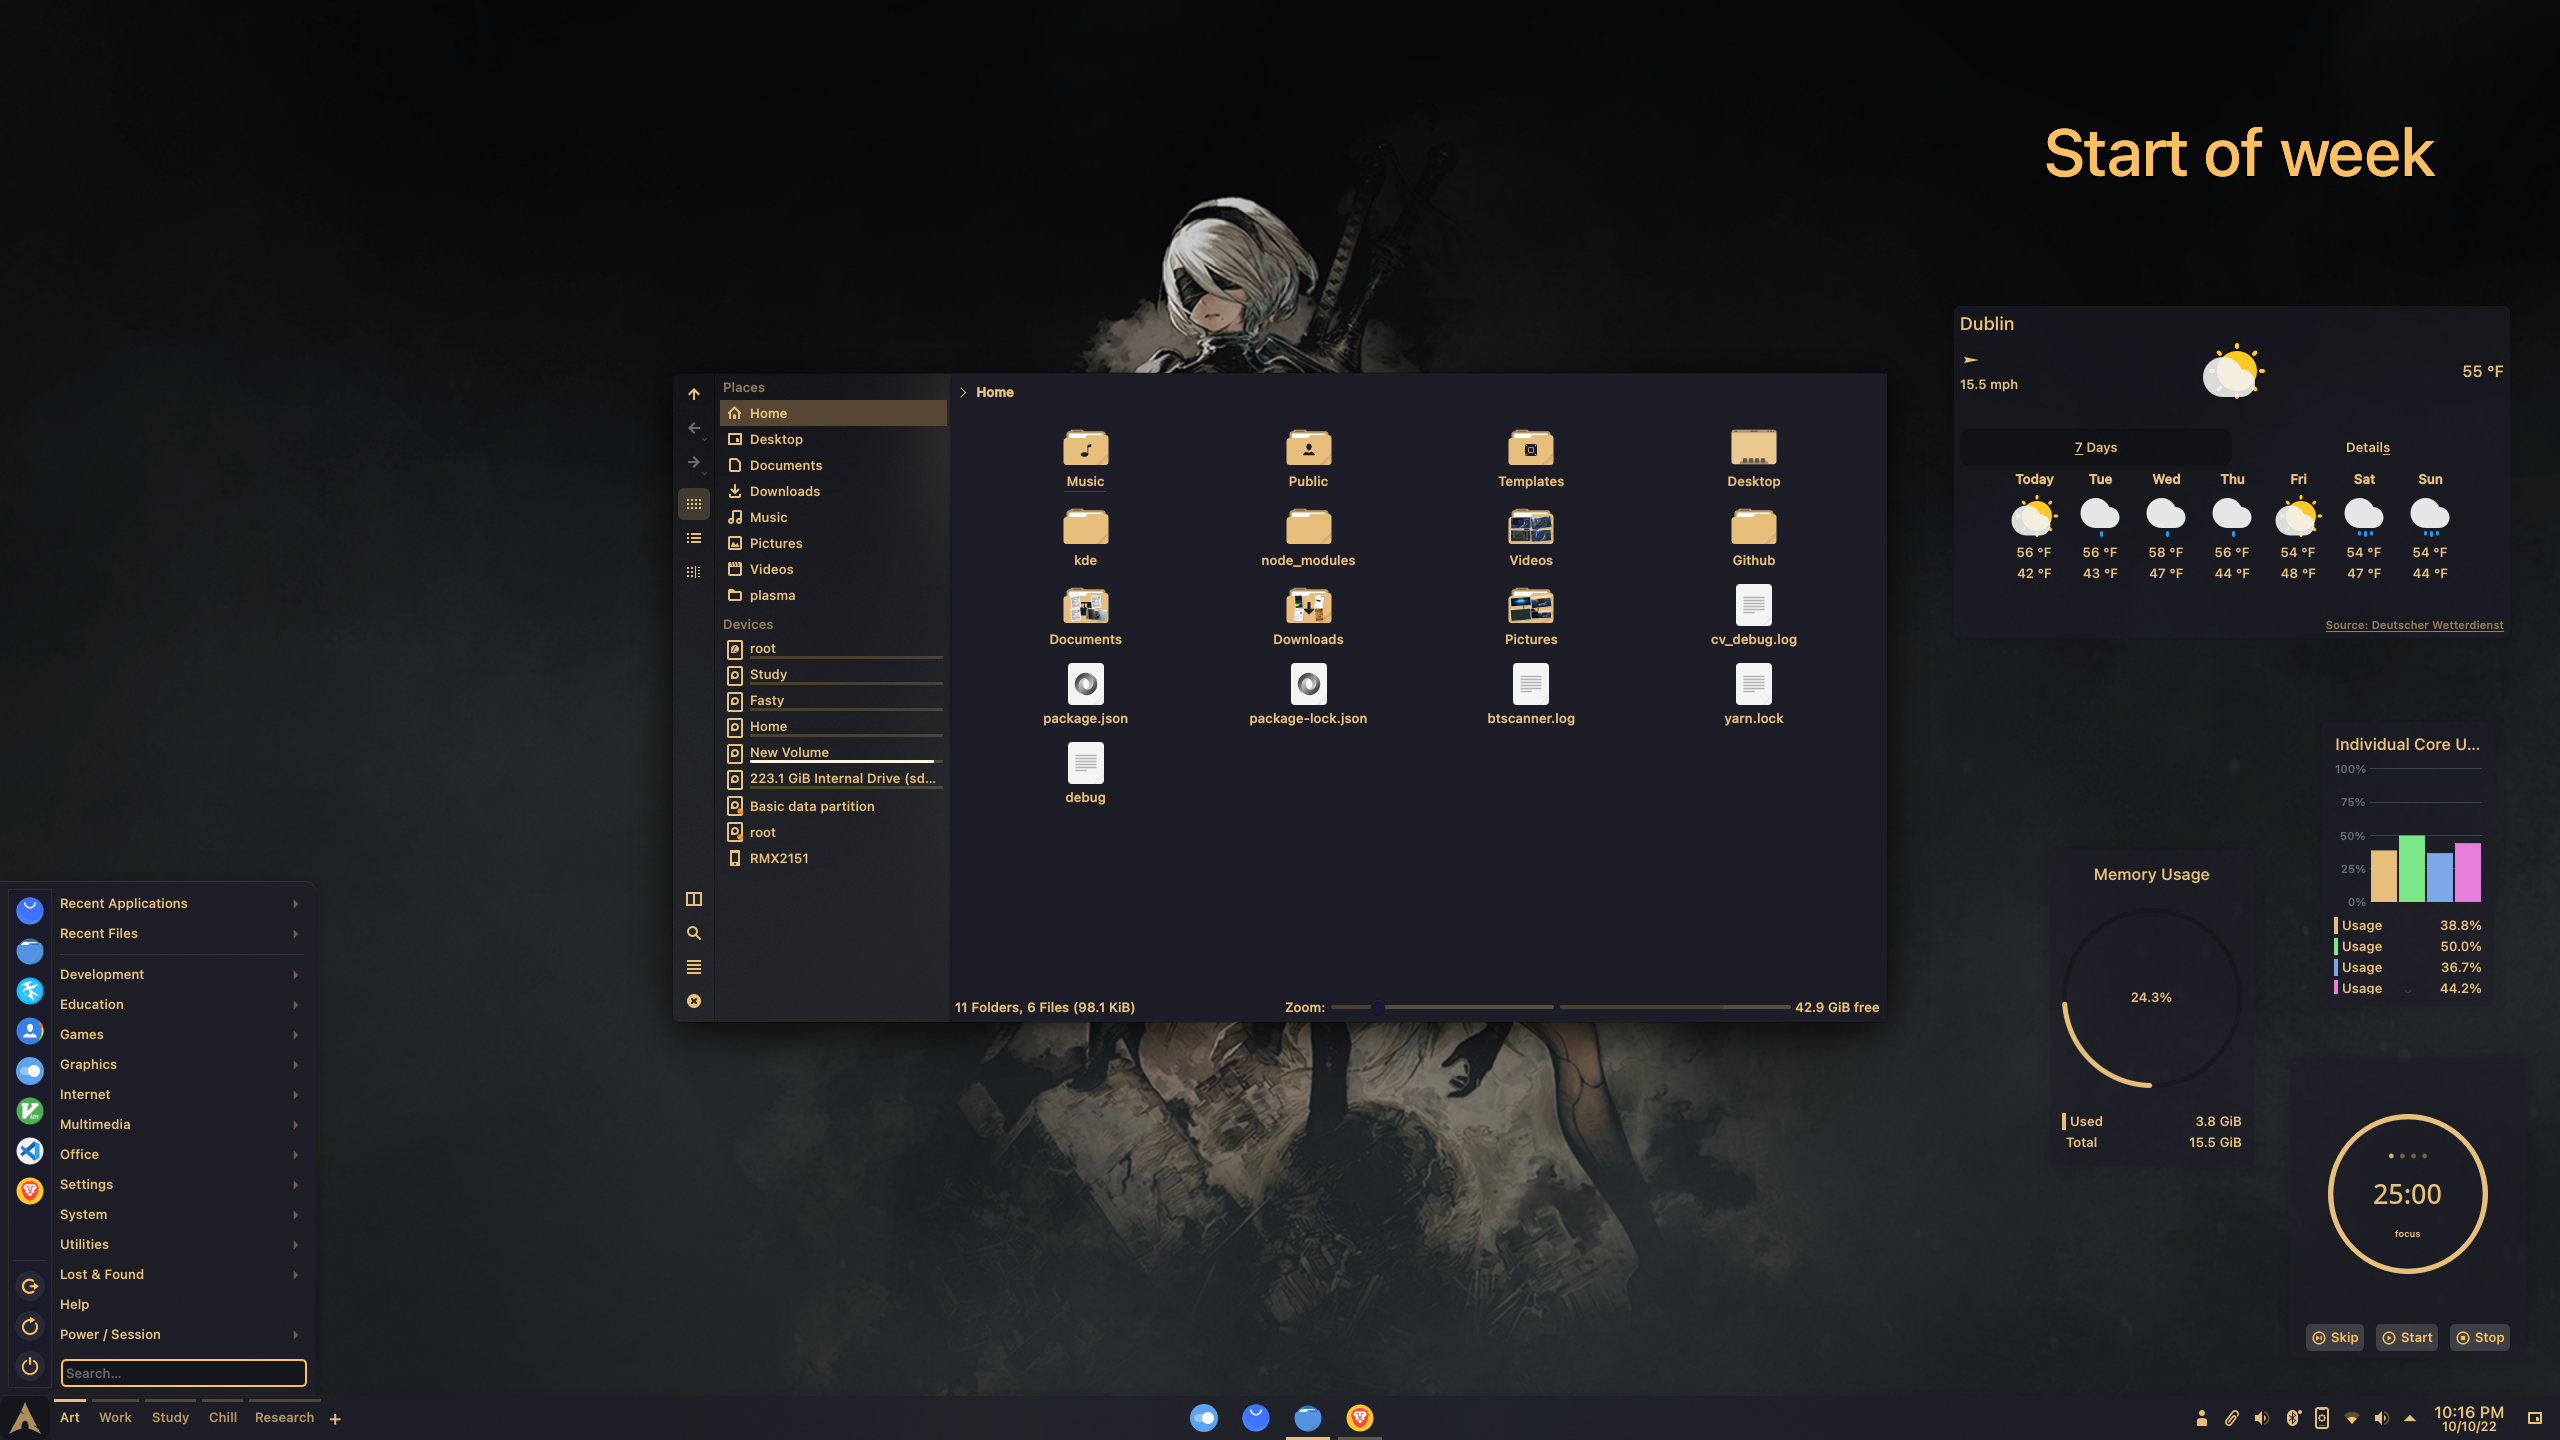 Start of week
Dublin
15.5 mph
55 °F
7 Days Details
Today Tue Wed Thu Fri Sat Sun
56 °F 56 °F 58 °F 56 °F 54 °F 54 °F 54 °F
42 °F 43 °F 47 °F 44 °F 48 °F 47 °F 44 °F
Source: Deutscher Wetterdienst
Places
Home
Desktop
Documents
Downloads
Music
Pictures
Videos
plasma
Devices
root
Study
Fasty
Home
New Volume
223.1 GiB Internal Drive (sd...
Basic data partition
root
RMX2151
Home
Music Public Templates Desktop
kde node_modules Videos Github
Documents Downloads Pictures cv_debug.log
package.json package-lock.json btscanner.log yarn.lock
debug
11 Folders, 6 Files (98.1 KiB) Zoom: 42.9 GiB free
Individual Core U...
100%
75%
50%
25%
0%
Usage 38.8%
Usage 50.0%
Usage 36.7%
Usage 44.2%
Memory Usage
24.3%
Used 3.8 GiB
Total 15.5 GiB
25:00
focus
Skip Start Stop
Recent Applications
Recent Files
Development
Education
Games
Graphics
Internet
Multimedia
Office
Settings
System
Utilities
Lost & Found
Help
Power / Session
Search...
Art Work Study Chill Research +
10:16 PM
10/10/22